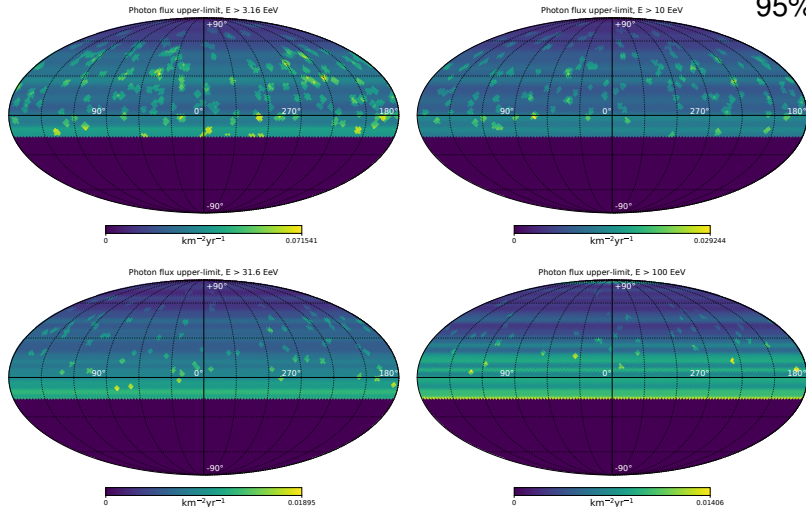 95%
Photon flux upper-limit, E > 3.16 EeV
+90°
90° 0° 270° 180°
-90°
0 km⁻²yr⁻¹ 0.071541
Photon flux upper-limit, E > 10 EeV
+90°
90° 0° 270° 180°
-90°
0 km⁻²yr⁻¹ 0.029244
Photon flux upper-limit, E > 31.6 EeV
+90°
90° 0° 270° 180°
-90°
0 km⁻²yr⁻¹ 0.01895
Photon flux upper-limit, E > 100 EeV
+90°
90° 0° 270° 180°
-90°
0 km⁻²yr⁻¹ 0.01406